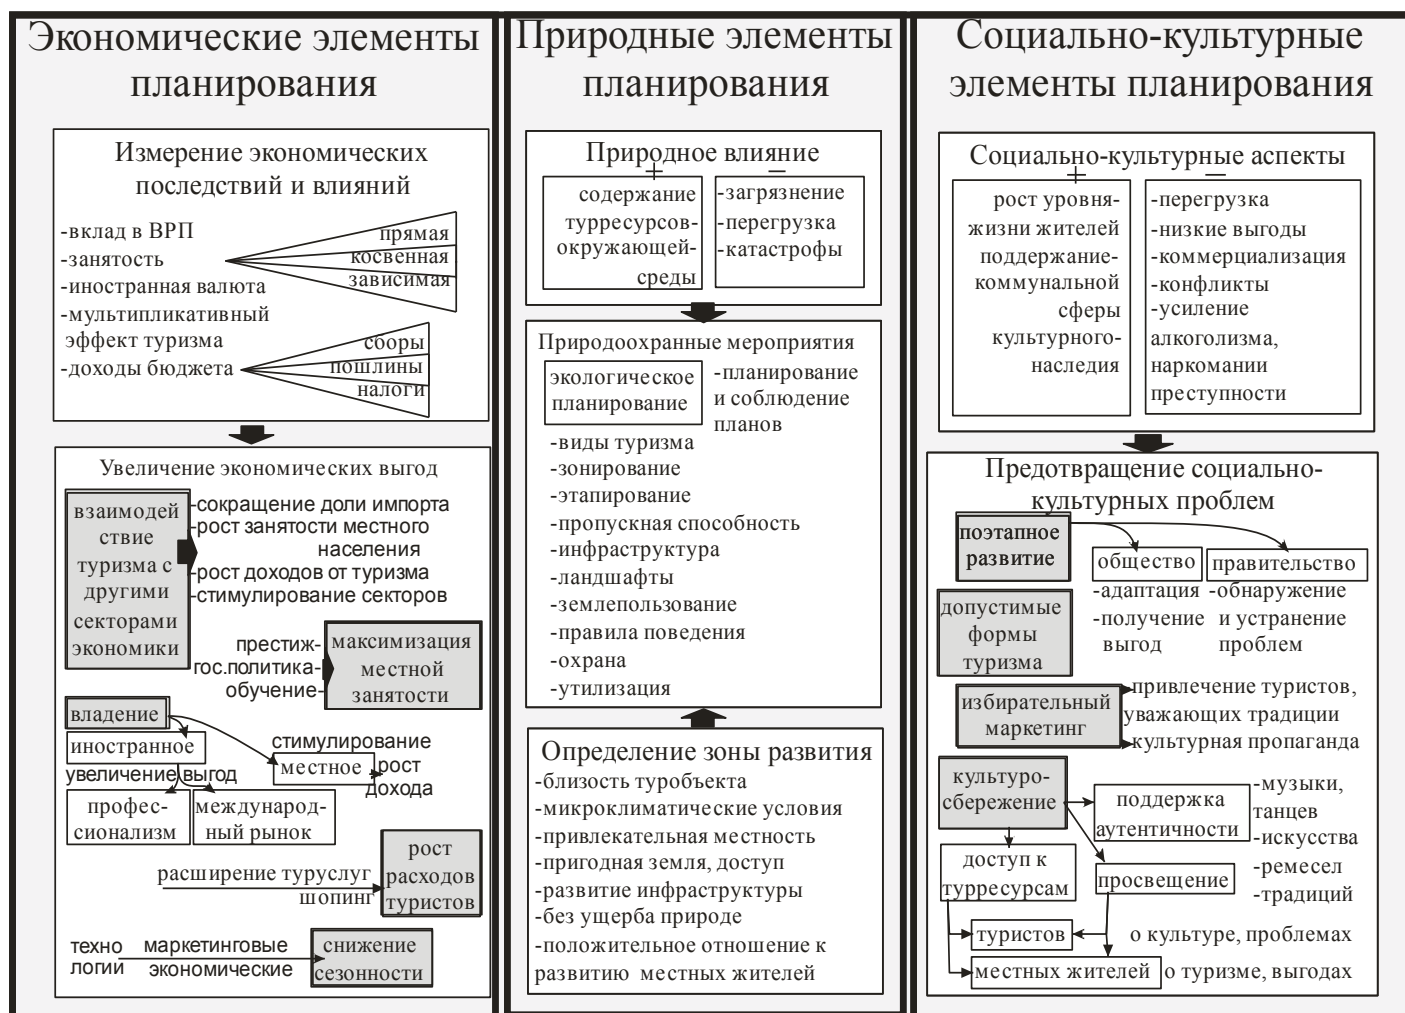 Экономические элементы
планирования
Измерение экономических
последствий и влияний
-вклад в ВРП
-занятость
-иностранная валюта
-мультипликативный
эффект туризма
-доходы бюджета
прямая
косвенная
зависимая
сборы
пошлины
налоги
Увеличение экономических выгод
взаимодей
ствие
туризма с
другими
секторами
экономики
-сокращение доли импорта
-рост занятости местного
населения
-рост доходов от туризма
-стимулирование секторов
престиж-
гос.политика-
обучение-
максимизация
местной
занятости
владение
иностранное
увеличение выгод
профес-
сионализм
международ-
ный рынок
стимулирование
местное
рост
дохода
расширение туруслуг
шопинг
рост
расходов
туристов
техно
логии
маркетинговые
экономические
снижение
сезонности
Природные элементы
планирования
Природное влияние
+
−
содержание
турресурсов-
окружающей-
среды
-загрязнение
-перегрузка
-катастрофы
Природоохранные мероприятия
экологическое
планирование
-планирование
и соблюдение
планов
-виды туризма
-зонирование
-этапирование
-пропускная способность
-инфраструктура
-ландшафты
-землепользование
-правила поведения
-охрана
-утилизация
Определение зоны развития
-близость туробъекта
-микроклиматические условия
-привлекательная местность
-пригодная земля, доступ
-развитие инфраструктуры
-без ущерба природе
-положительное отношение к
развитию местных жителей
Социально-культурные
элементы планирования
Социально-культурные аспекты
+
−
рост уровня-
жизни жителей
поддержание-
коммунальной
сферы
культурного-
наследия
-перегрузка
-низкие выгоды
-коммерциализация
-конфликты
-усиление
алкоголизма,
наркомании
преступности
Предотвращение социально-
культурных проблем
поэтапное
развитие
общество
-адаптация
-получение
выгод
правительство
-обнаружение
и устранение
проблем
допустимые
формы
туризма
избирательный
маркетинг
привлечение туристов,
уважающих традиции
культурная пропаганда
культуро-
сбережение
поддержка
аутентичности
-музыки,
танцев
-искусства
-ремесел
-традиций
доступ к
турресурсам
просвещение
туристов
о культуре, проблемах
местных жителей
о туризме, выгодах